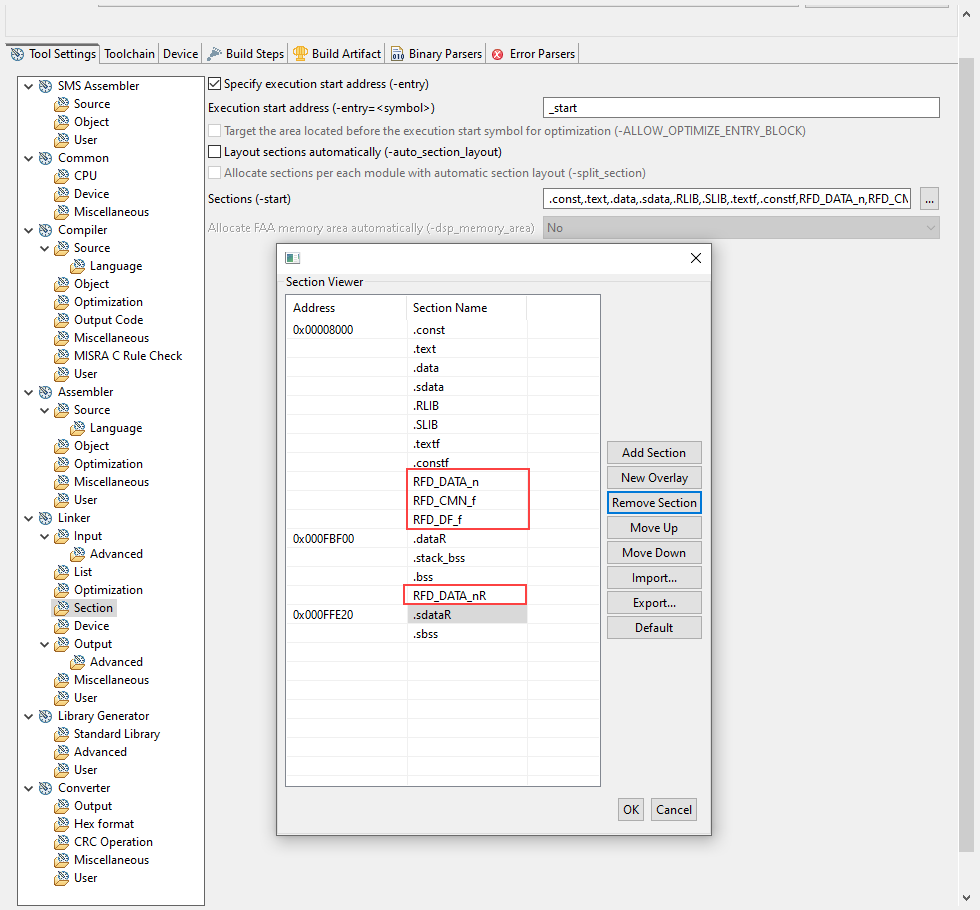 Tool Settings Toolchain Device Build Steps Build Artifact Binary Parsers Error Parsers
SMS Assembler
Source
Object
User
Common
CPU
Device
Miscellaneous
Compiler
Source
Language
Object
Optimization
Output Code
Miscellaneous
MISRA C Rule Check
User
Assembler
Source
Language
Object
Optimization
Miscellaneous
User
Linker
Input
Advanced
List
Optimization
Section
Device
Output
Advanced
Miscellaneous
User
Library Generator
Standard Library
Advanced
User
Converter
Output
Hex format
CRC Operation
Miscellaneous
User
Specify execution start address (-entry)
Execution start address (-entry=<symbol>) _start
Target the area located before the execution start symbol for optimization (-ALLOW_OPTIMIZE_ENTRY_BLOCK)
Layout sections automatically (-auto_section_layout)
Allocate sections per each module with automatic section layout (-split_section)
Sections (-start) .const,.text,.data,.sdata,.RLIB,.SLIB,.textf,.constf,RFD_DATA_n,RFD_CM ...
Allocate FAA memory area automatically (-dsp_memory_area) No
Section Viewer
Address Section Name
0x00008000 .const
.text
.data
.sdata
.RLIB
.SLIB
.textf
.constf
RFD_DATA_n
RFD_CMN_f
RFD_DF_f
0x000FBF00 .dataR
.stack_bss
.bss
RFD_DATA_nR
0x000FFE20 .sdataR
.sbss
Add Section
New Overlay
Remove Section
Move Up
Move Down
Import...
Export...
Default
OK Cancel